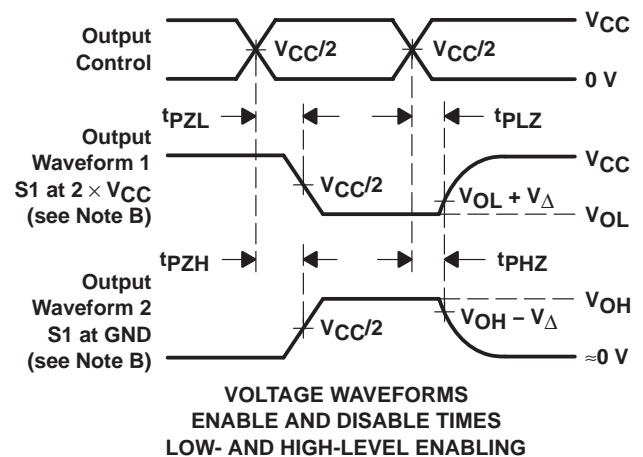 Output
Control
VCC/2
VCC/2
VCC
0 V
tPZL
tPLZ
Output
Waveform 1
S1 at 2 × VCC
(see Note B)
VCC/2
VCC
VOL + VΔ
VOL
tPZH
tPHZ
Output
Waveform 2
S1 at GND
(see Note B)
VCC/2
VOH
VOH − VΔ
≈0 V
VOLTAGE WAVEFORMS
ENABLE AND DISABLE TIMES
LOW- AND HIGH-LEVEL ENABLING